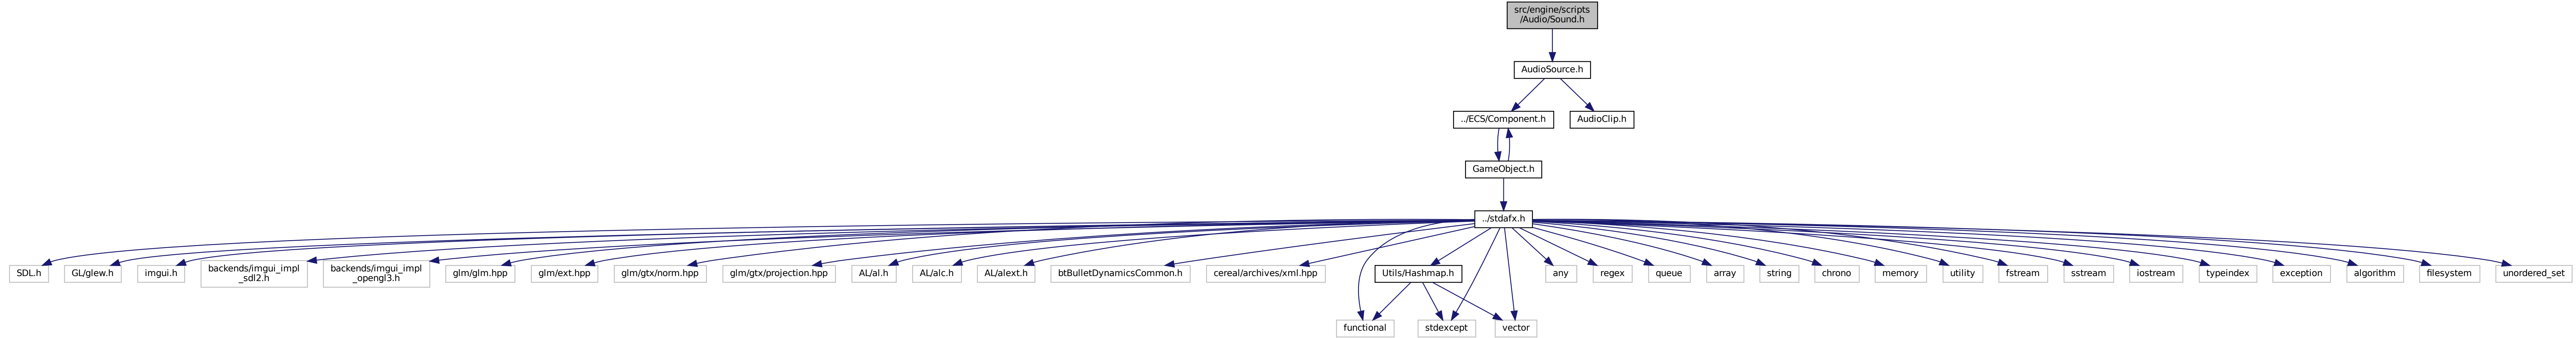 src/engine/scripts
/Audio/Sound.h
AudioSource.h
../ECS/Component.h
AudioClip.h
GameObject.h
../stdafx.h
SDL.h
GL/glew.h
imgui.h
backends/imgui_impl
_sdl2.h
backends/imgui_impl
_opengl3.h
glm/glm.hpp
glm/ext.hpp
glm/gtx/norm.hpp
glm/gtx/projection.hpp
AL/al.h
AL/alc.h
AL/alext.h
btBulletDynamicsCommon.h
cereal/archives/xml.hpp
Utils/Hashmap.h
any
regex
queue
array
string
chrono
memory
utility
fstream
sstream
iostream
typeindex
exception
algorithm
filesystem
unordered_set
functional
stdexcept
vector